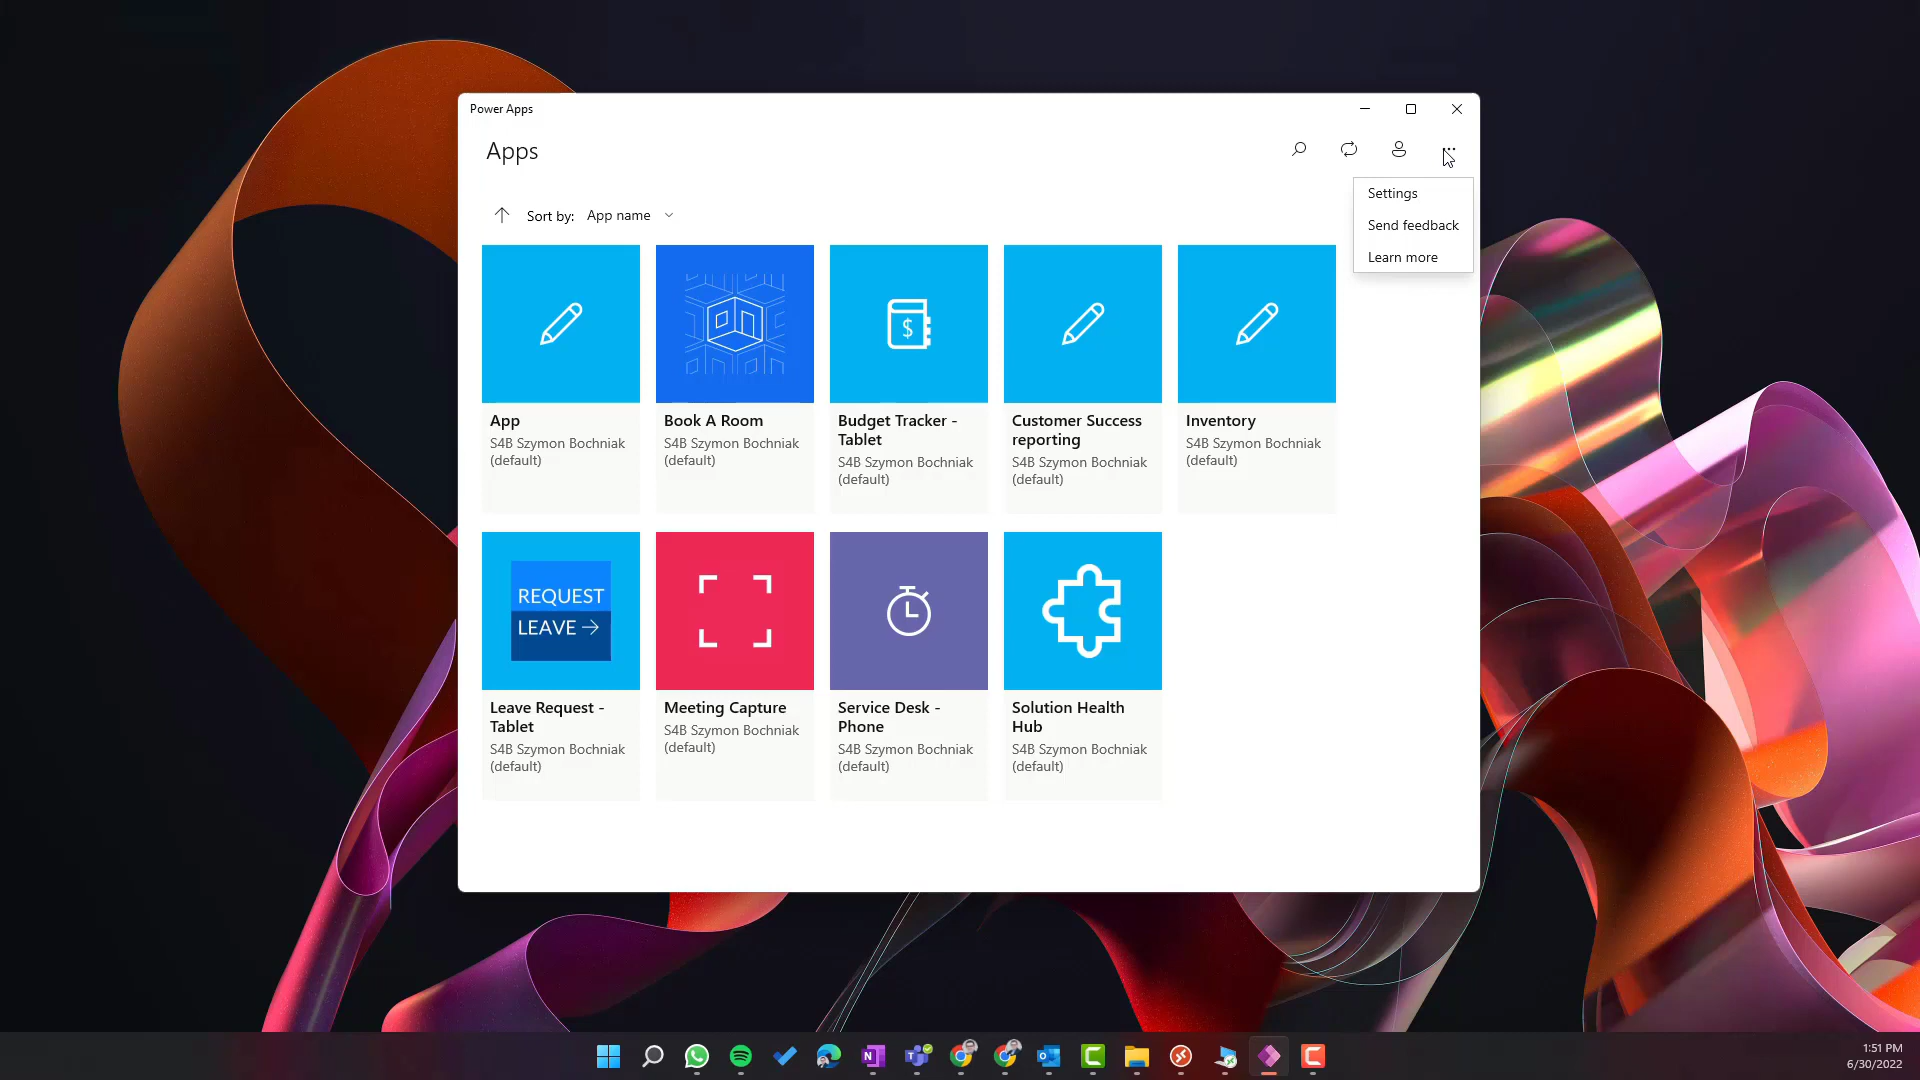 Power Apps
Apps
Settings
Send feedback
Learn more
Sort by: App name
App
S4B Szymon Bochniak
(default)
Book A Room
S4B Szymon Bochniak
(default)
Budget Tracker -
Tablet
S4B Szymon Bochniak
(default)
Customer Success
reporting
S4B Szymon Bochniak
(default)
Inventory
S4B Szymon Bochniak
(default)
REQUEST
LEAVE
Leave Request -
Tablet
S4B Szymon Bochniak
(default)
Meeting Capture
S4B Szymon Bochniak
(default)
Service Desk -
Phone
S4B Szymon Bochniak
(default)
Solution Health
Hub
S4B Szymon Bochniak
(default)
1:51 PM
6/30/2022